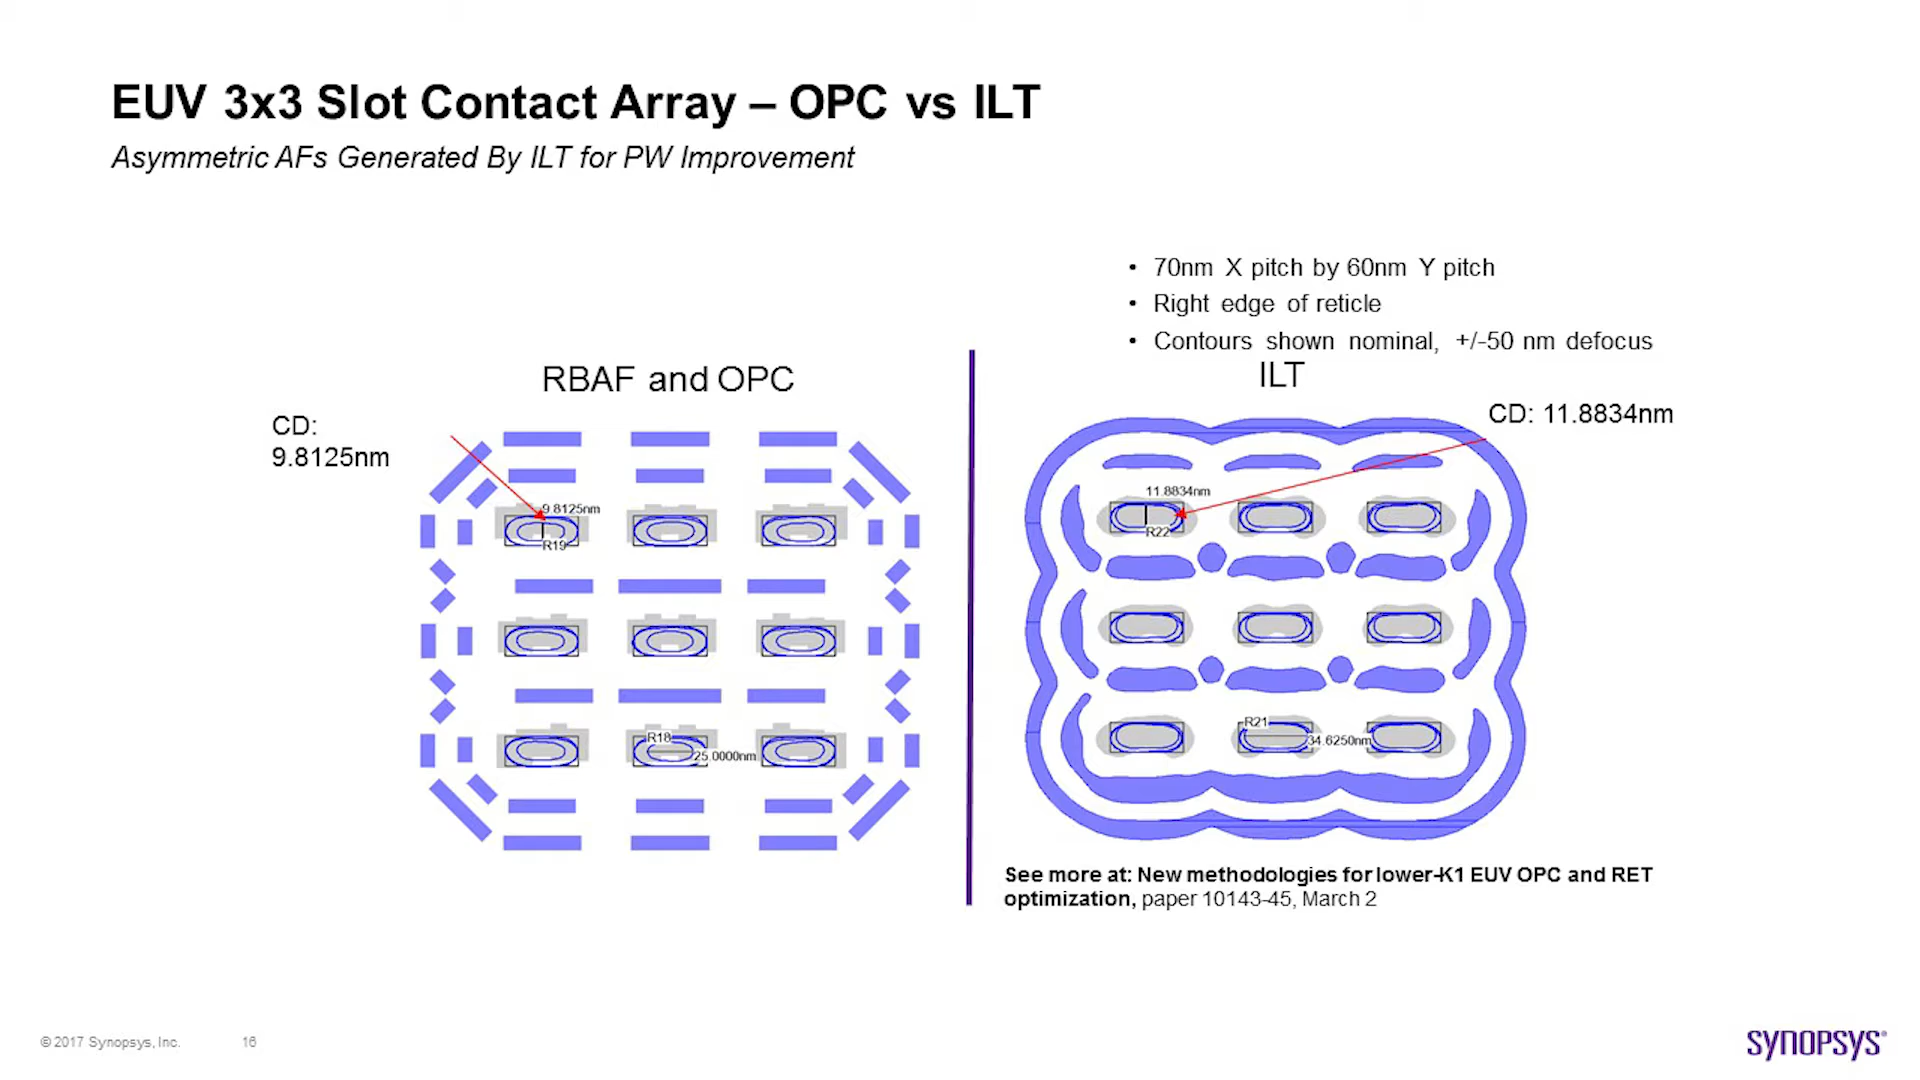 EUV 3x3 Slot Contact Array – OPC vs ILT
Asymmetric AFs Generated By ILT for PW Improvement
• 70nm X pitch by 60nm Y pitch
• Right edge of reticle
• Contours shown nominal, +/-50 nm defocus
RBAF and OPC
ILT
CD:
9.8125nm
CD: 11.8834nm
9.8125nm
R19
R18
25.0000nm
11.8834nm
R22
R21
34.6250nm
See more at: New methodologies for lower-K1 EUV OPC and RET
optimization, paper 10143-45, March 2
© 2017 Synopsys, Inc.
16
SYNOPSYS®